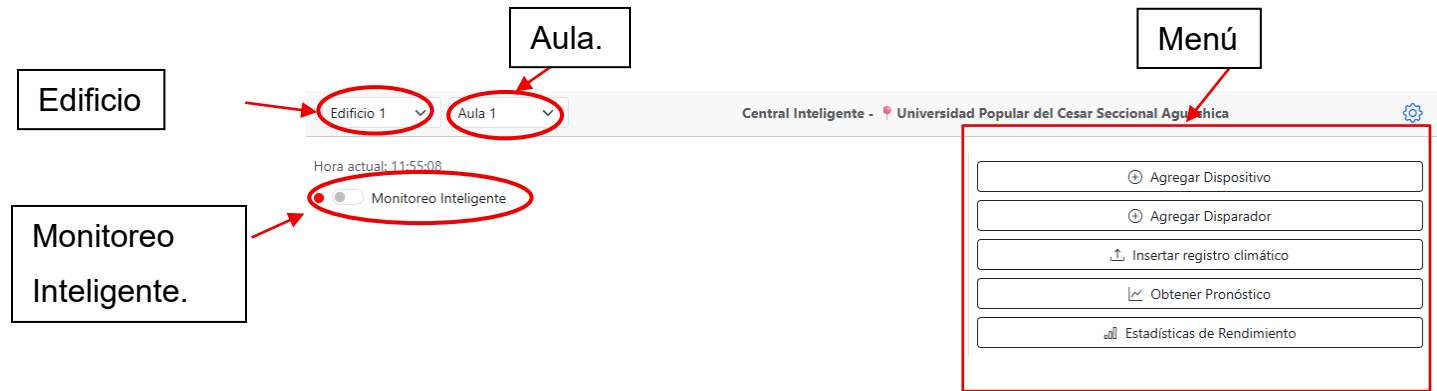 Aula.
Menú
Edificio
Edificio 1
Aula 1
Central Inteligente - Universidad Popular del Cesar Seccional Aguachica
Hora actual: 11:55:08
Monitoreo Inteligente
Monitoreo
Inteligente.
Agregar Dispositivo
Agregar Disparador
Insertar registro climático
Obtener Pronóstico
Estadísticas de Rendimiento